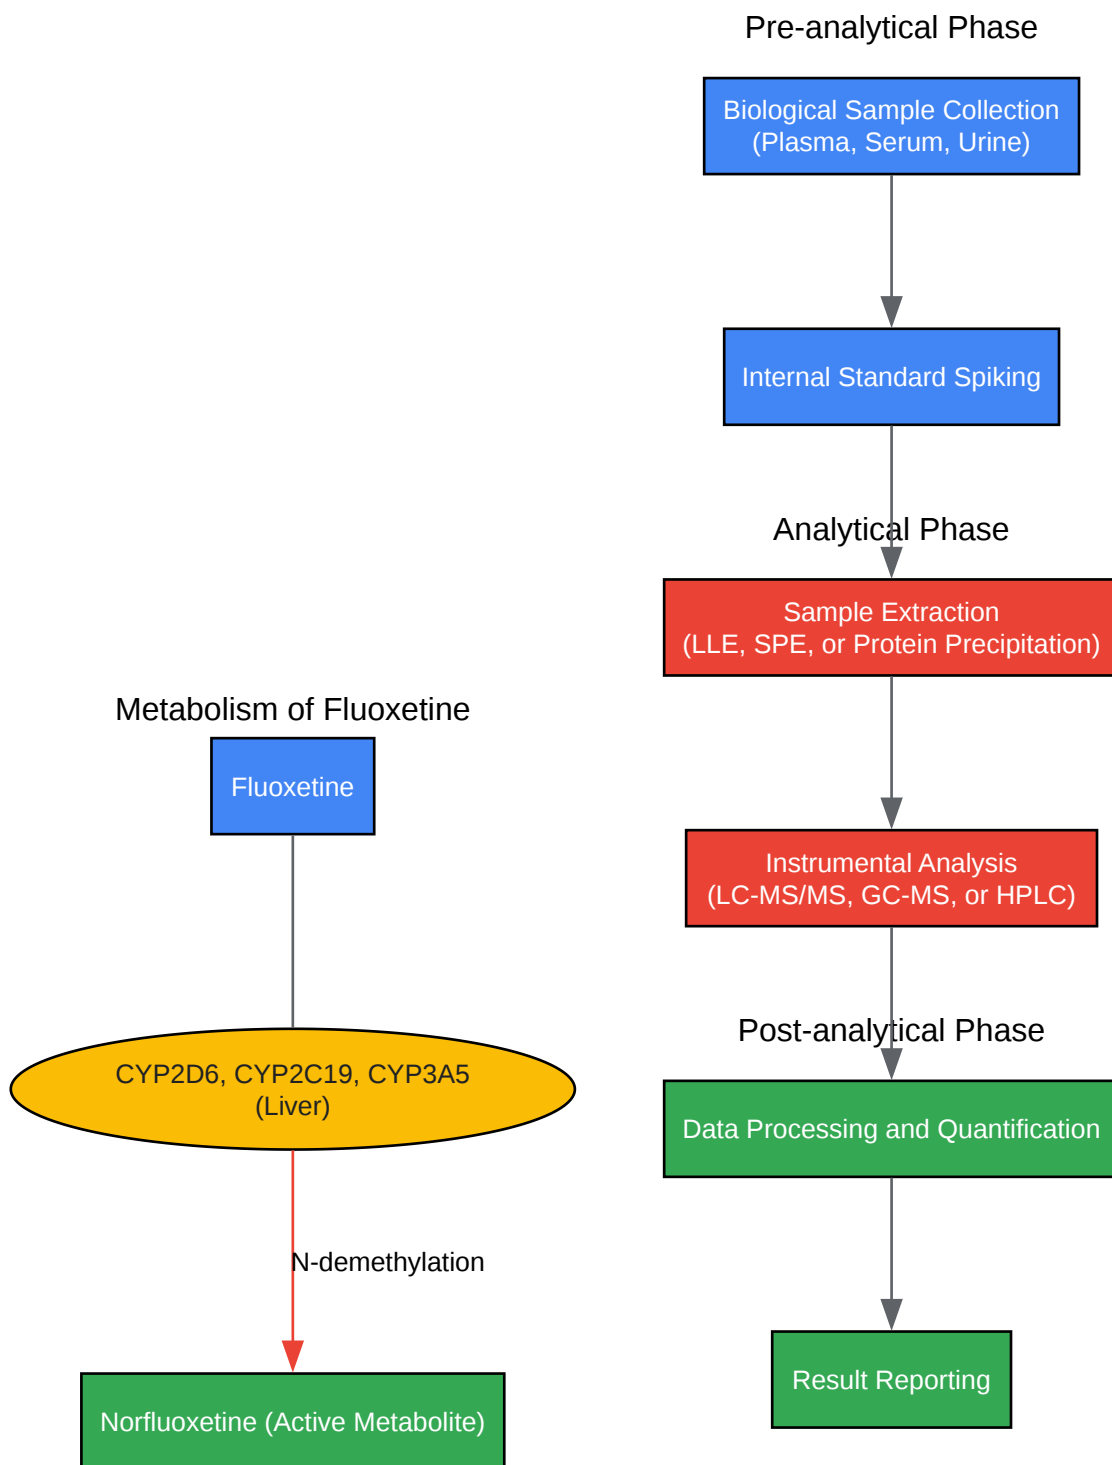 Pre-analytical Phase
Biological Sample Collection
(Plasma, Serum, Urine)
Internal Standard Spiking
Analytical Phase
Sample Extraction
(LLE, SPE, or Protein Precipitation)
Instrumental Analysis
(LC-MS/MS, GC-MS, or HPLC)
Post-analytical Phase
Data Processing and Quantification
Result Reporting
Metabolism of Fluoxetine
Fluoxetine
CYP2D6, CYP2C19, CYP3A5
(Liver)
N-demethylation
Norfluoxetine (Active Metabolite)